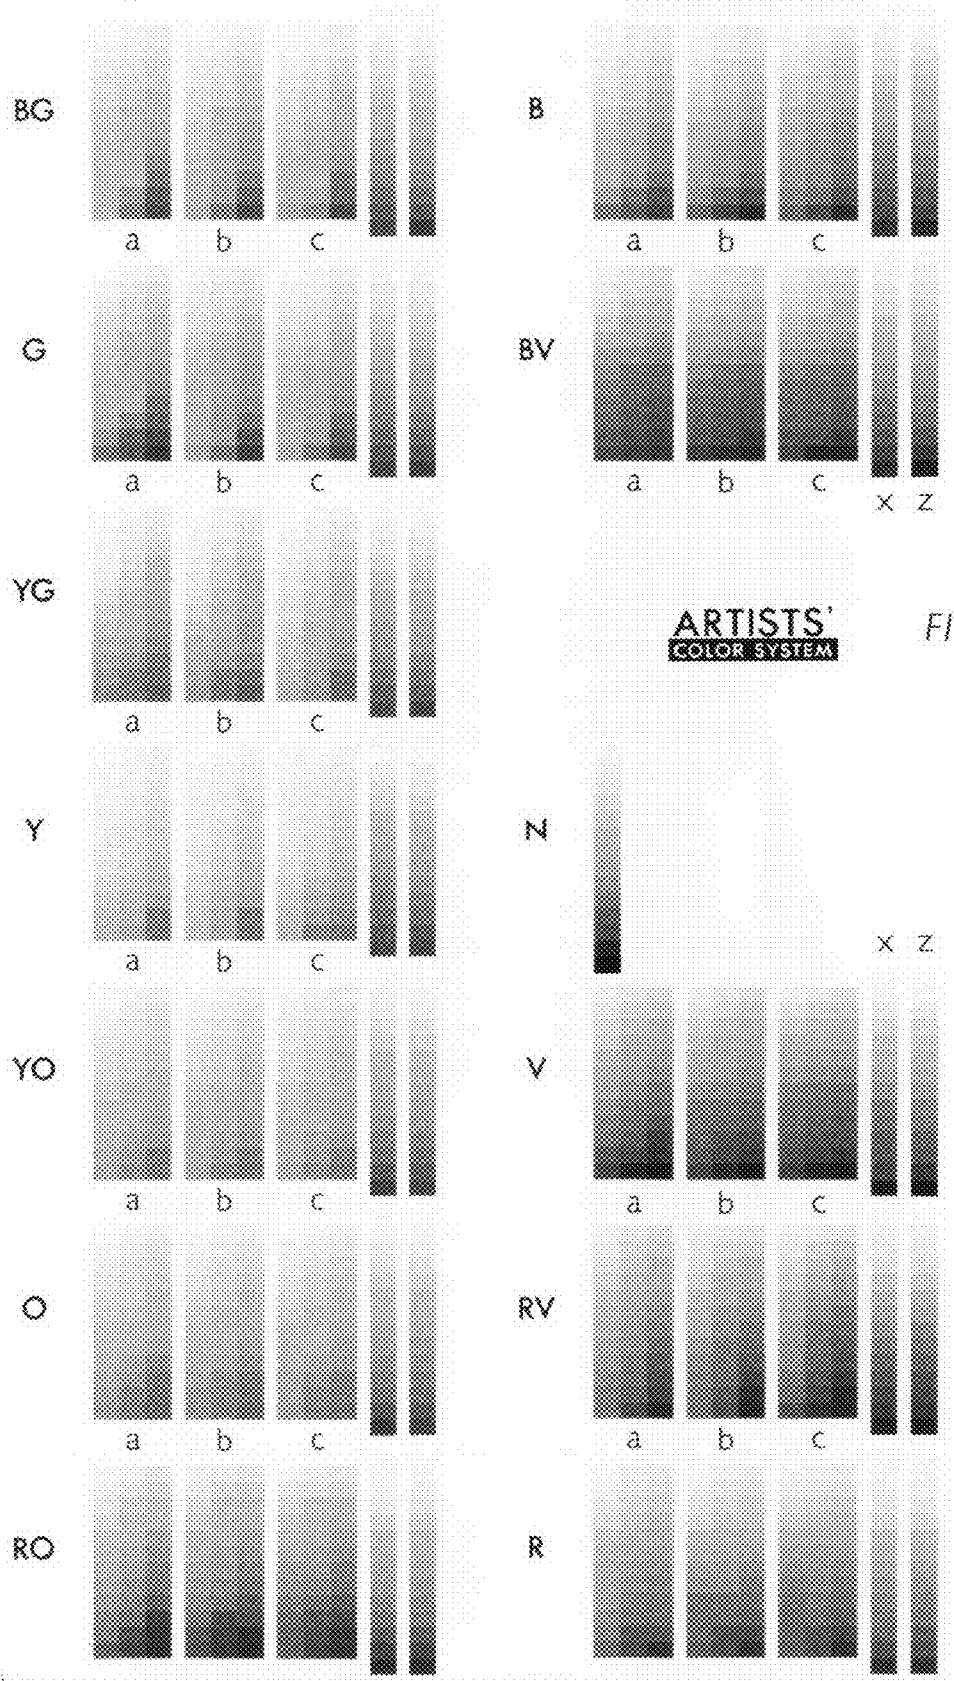 BG
a b c
G
a b c
YG
a b c
Y
a b c
YO
a b c
O
a b c
RO
B
a b c
BV
a b c
x z
ARTISTS'
COLOR SYSTEM
FI
N
x z
V
a b c
RV
a b c
R